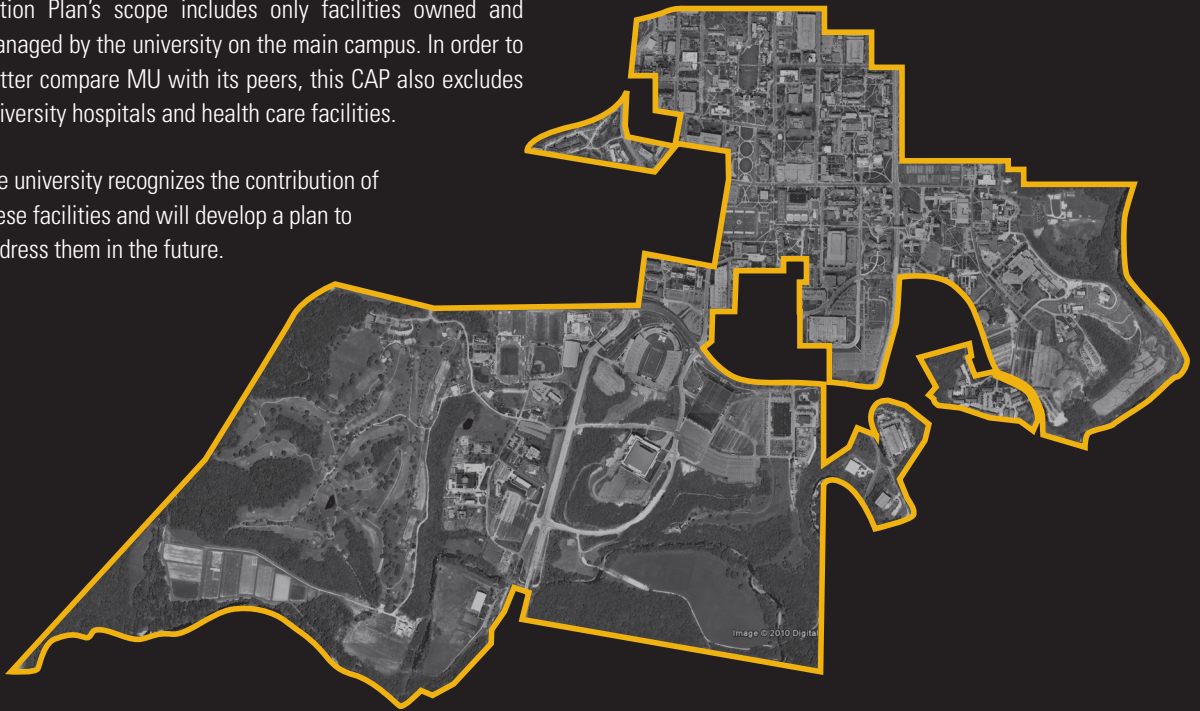 tion Plan's scope includes only facilities owned and
anaged by the university on the main campus. In order to
tter compare MU with its peers, this CAP also excludes
iversity hospitals and health care facilities.
e university recognizes the contribution of
ese facilities and will develop a plan to
dress them in the future.
Image © 2010 Digital